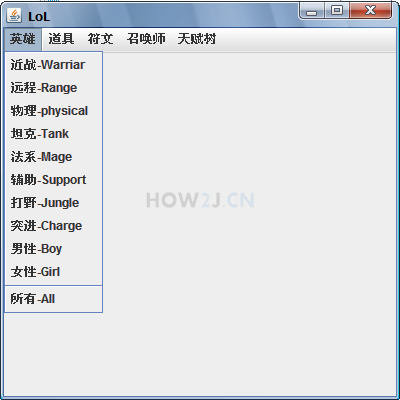 LoL
英雄 道具 符文 召唤师 天赋树
近战-Warriar
远程-Range
物理-physical
坦克-Tank
法系-Mage
辅助-Support
打野-Jungle
突进-Charge
男性-Boy
女性-Girl
所有-All
HOW2J.CN